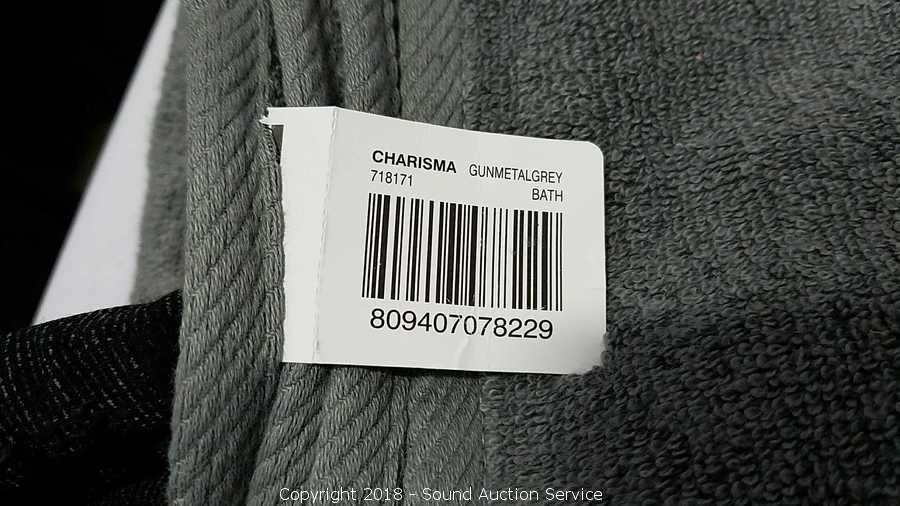 CHARISMA GUNMETALGREY
718171 BATH
809407078229
Copyright 2018 - Sound Auction Service